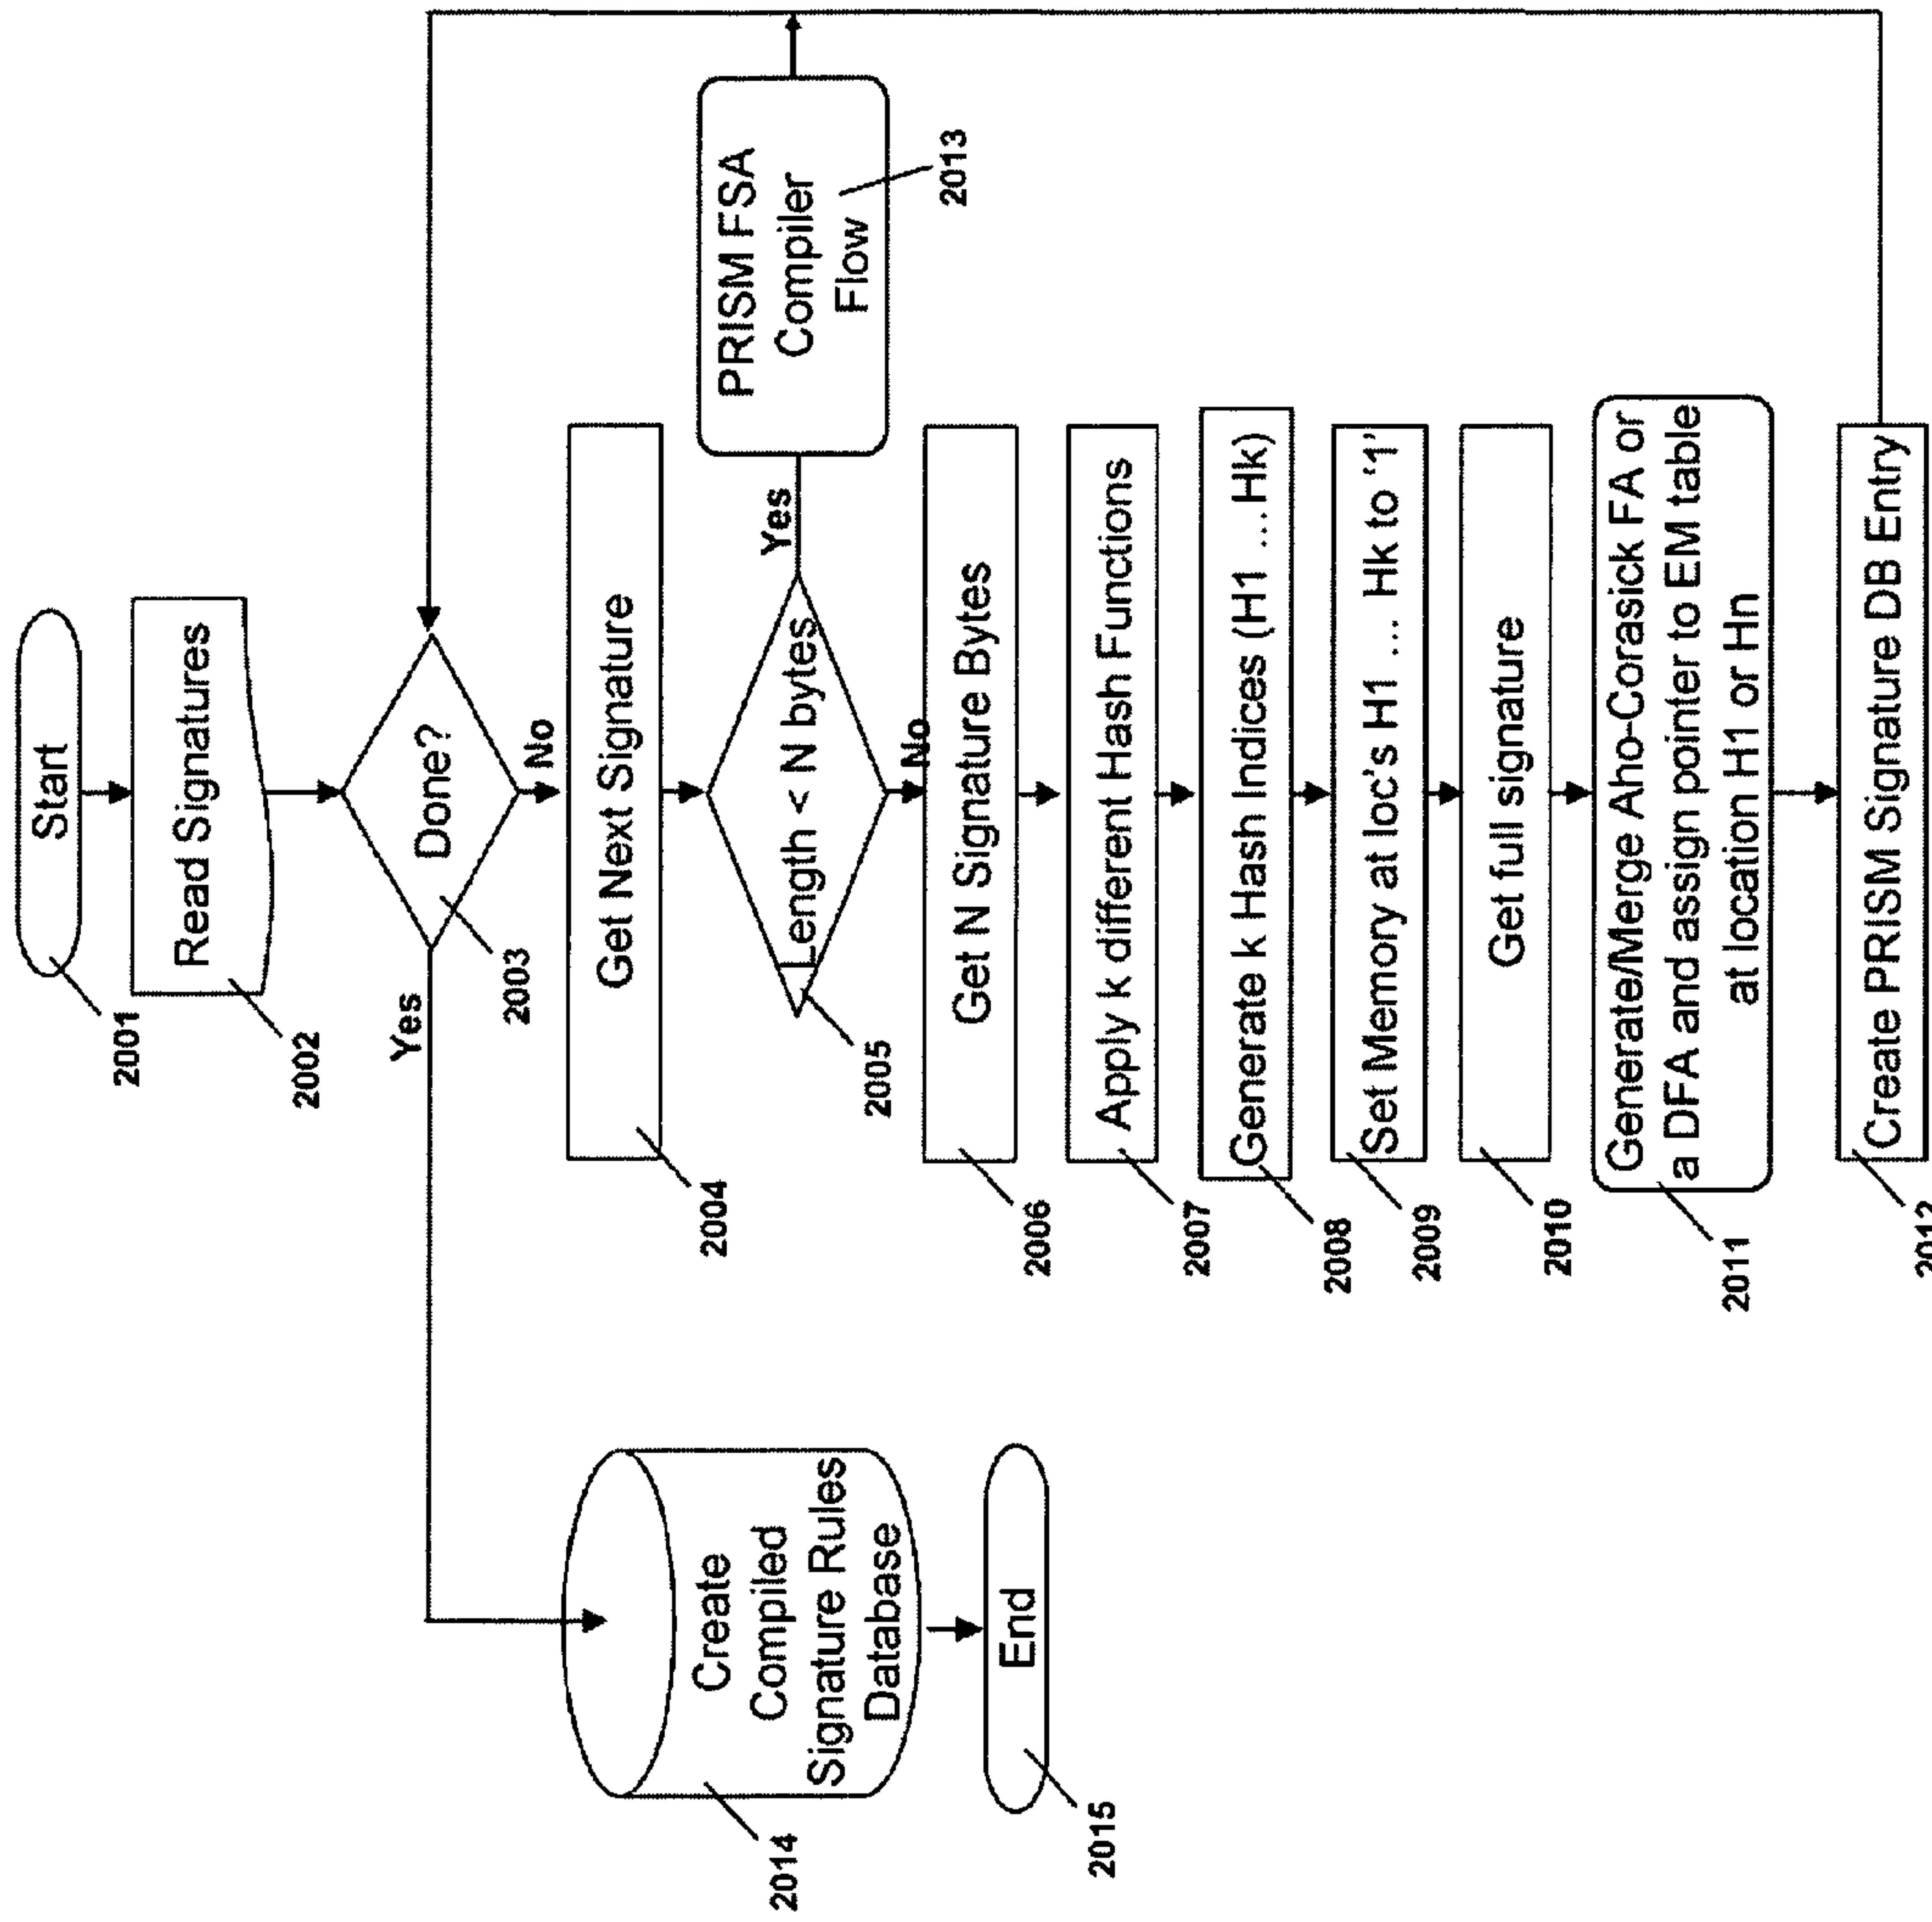 Start
2001
Read Signatures
2002
Done?
2003
Yes
No
Get Next Signature
2004
Length < N bytes
2005
Yes
No
PRISM FSA
Compiler
Flow
2013
Get N Signature Bytes
2006
Apply k different Hash Functions
2007
Generate k Hash Indices (H1 ...Hk)
2008
Set Memory at loc's H1 ... Hk to '1'
2009
Get full signature
2010
Generate/Merge Aho-Corasick FA or
a DFA and assign pointer to EM table
at location H1 or Hn
2011
Create PRISM Signature DB Entry
2012
Create
Compiled
Signature Rules
Database
2014
End
2015